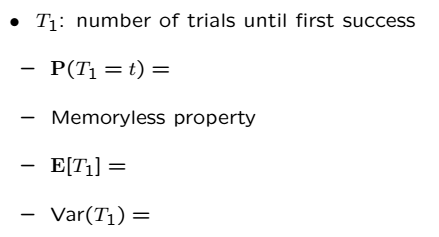 • T₁: number of trials until first success
– P(T₁ = t) =
– Memoryless property
– E[T₁] =
– Var(T₁) =